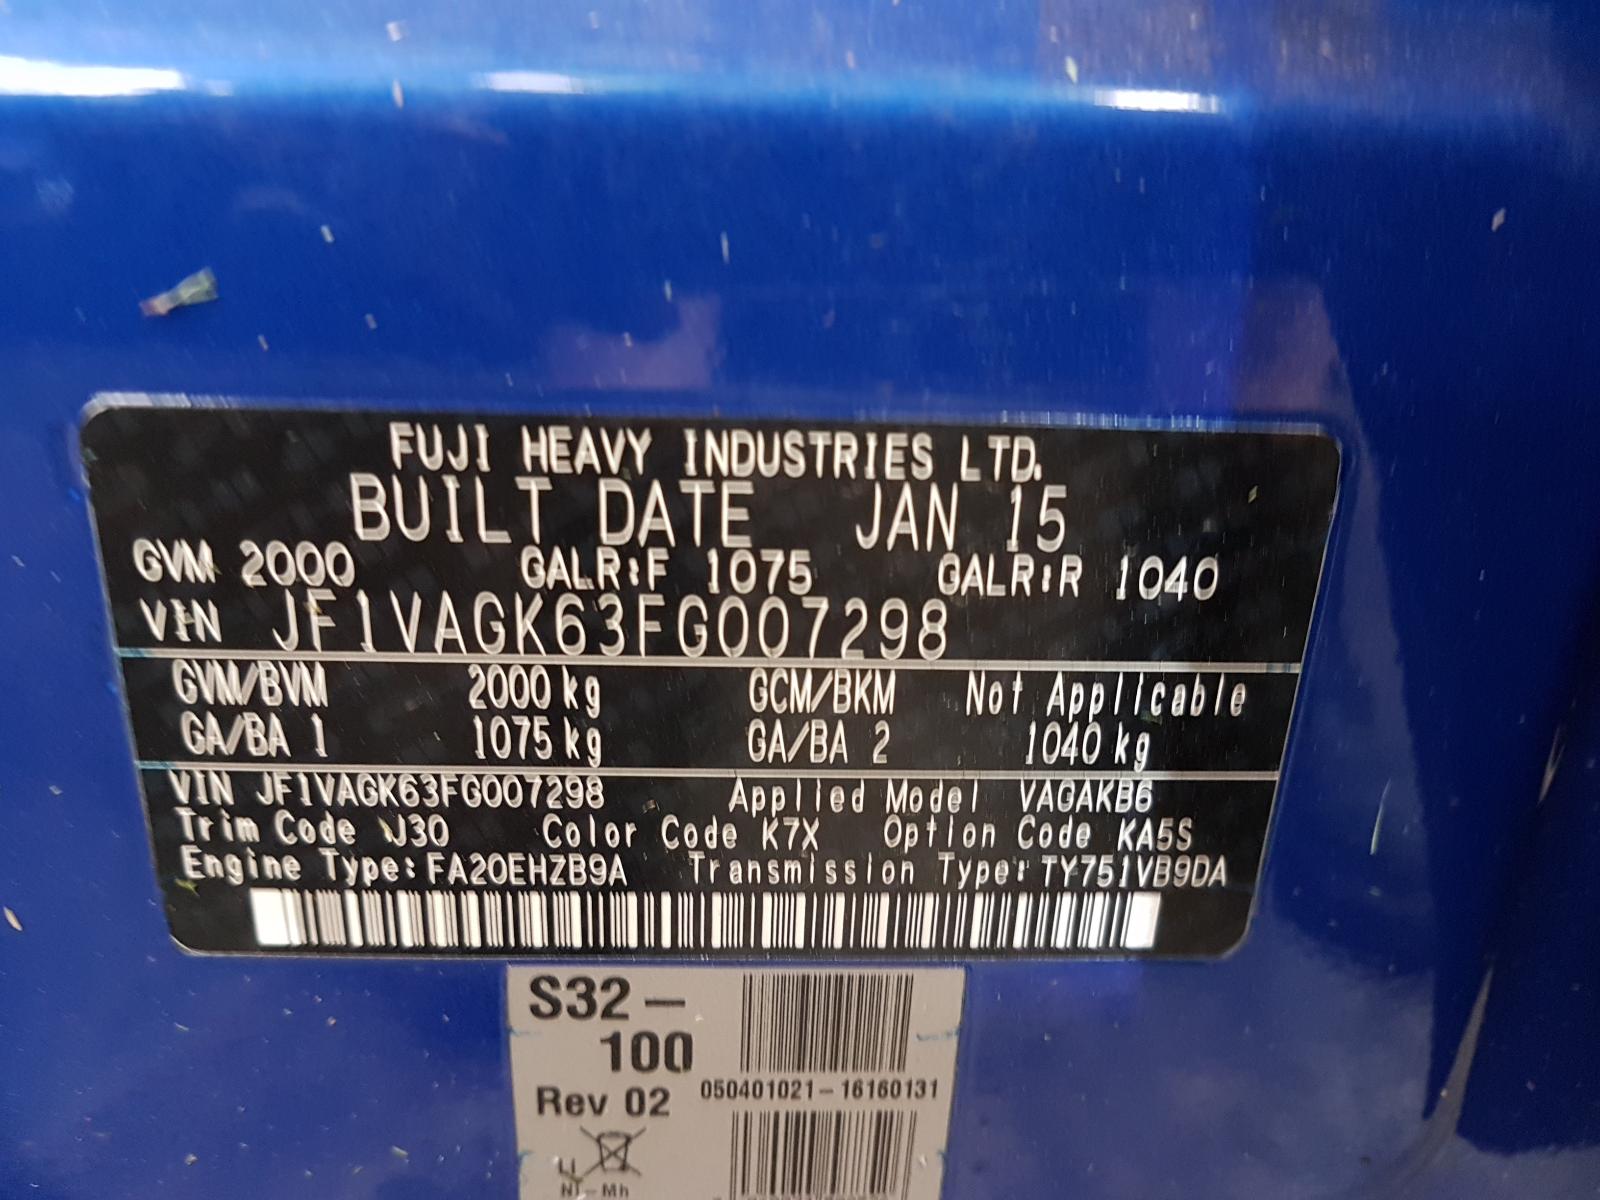 FUJI HEAVY INDUSTRIES LTD.
BUILT DATE JAN 15
GVM 2000 GALR:F 1075 GALR:R 1040
VIN JF1VAGK63FG007298
GVM/BVM 2000 kg GCM/BKM Not Applicable
GA/BA 1 1075 kg GA/BA 2 1040 kg
VIN JF1VAGK63FG007298 Applied Model VAGAKB6
Trim Code J30 Color Code K7X Option Code KA5S
Engine Type: FA20EHZB9A Transmission Type: TY751VB9DA
S32-
100
Rev 02 050401021-16160131
Li
Ni-Mh